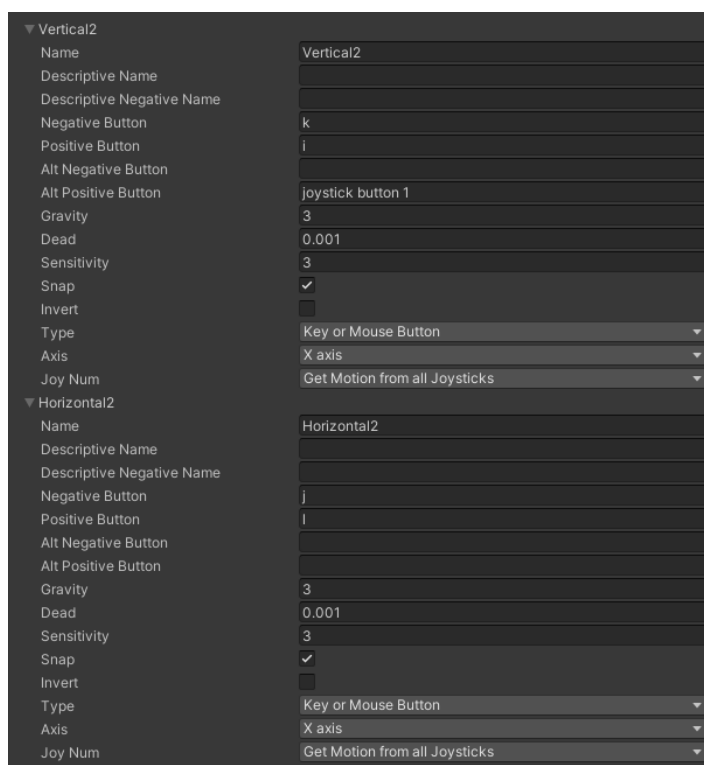 Vertical2
Name Vertical2
Descriptive Name
Descriptive Negative Name
Negative Button k
Positive Button i
Alt Negative Button
Alt Positive Button joystick button 1
Gravity 3
Dead 0.001
Sensitivity 3
Snap
Invert
Type Key or Mouse Button
Axis X axis
Joy Num Get Motion from all Joysticks
Horizontal2
Name Horizontal2
Descriptive Name
Descriptive Negative Name
Negative Button j
Positive Button l
Alt Negative Button
Alt Positive Button
Gravity 3
Dead 0.001
Sensitivity 3
Snap
Invert
Type Key or Mouse Button
Axis X axis
Joy Num Get Motion from all Joysticks